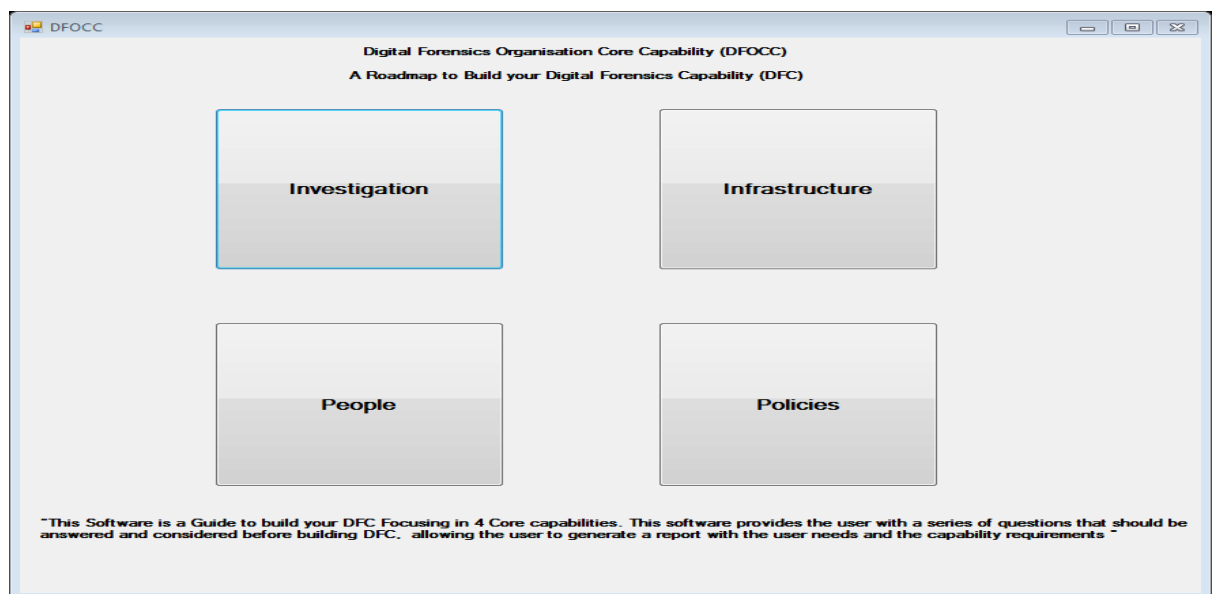 DFOCC
Digital Forensics Organisation Core Capability (DFOCC)
A Roadmap to Build your Digital Forensics Capability (DFC)
Investigation
Infrastructure
People
Policies
"This Software is a Guide to build your DFC Focusing in 4 Core capabilities. This software provides the user with a series of questions that should be
answered and considered before building DFC, allowing the user to generate a report with the user needs and the capability requirements "